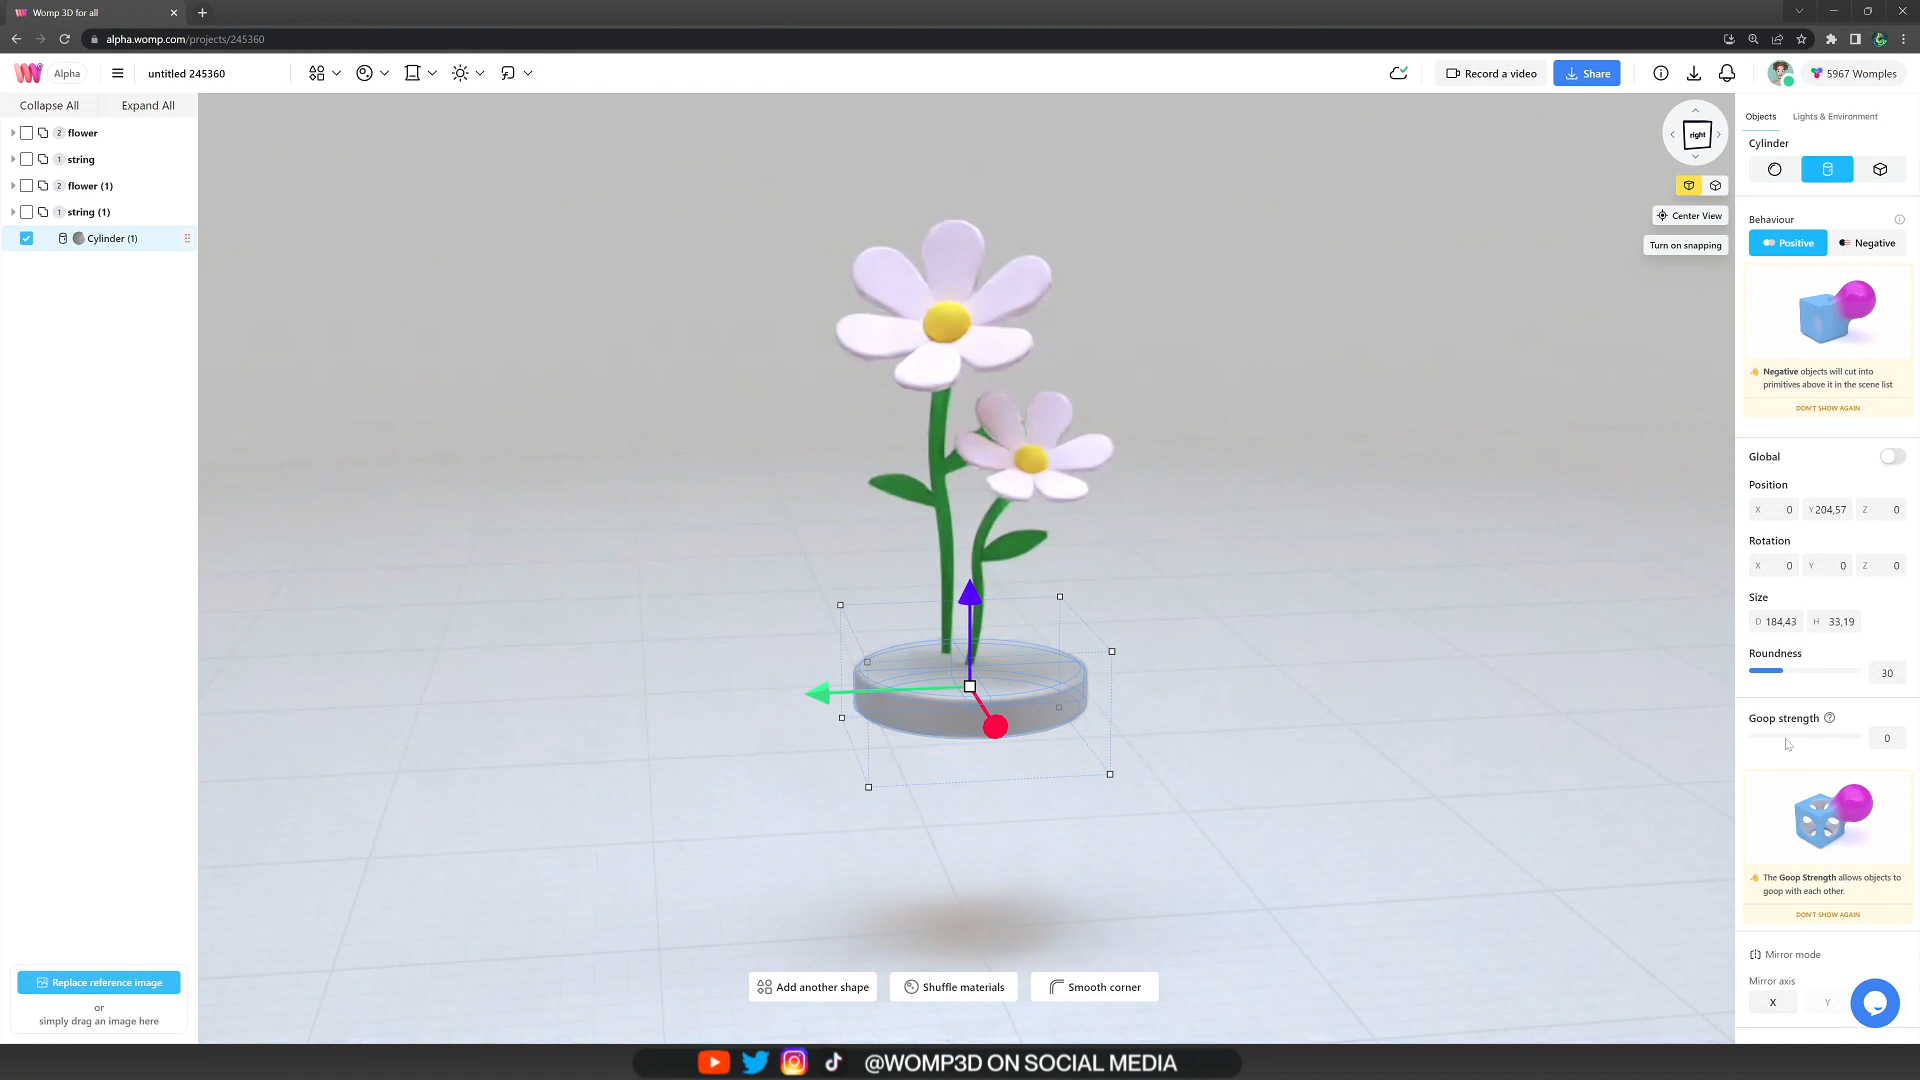 Womp 3D for all
alpha.womp.com/projects/245360
Alpha
untitled 245360
Record a video
Share
5967 Womples
Collapse All
Expand All
2 flower
1 string
2 flower (1)
1 string (1)
Cylinder (1)
right
Center View
Turn on snapping
Objects
Lights & Environment
Cylinder
Behaviour
Positive
Negative
Negative objects will cut into
primitives above it in the scene list
DON'T SHOW AGAIN
Global
Position
X 0 Y 204,57 Z 0
Rotation
X 0 Y 0 Z 0
Size
D 184,43 H 33,19
Roundness
30
Goop strength
0
The Goop Strength allows objects to
goop with each other.
DON'T SHOW AGAIN
Mirror mode
Mirror axis
X Y
Replace reference image
or
simply drag an image here
Add another shape
Shuffle materials
Smooth corner
@WOMP3D ON SOCIAL MEDIA